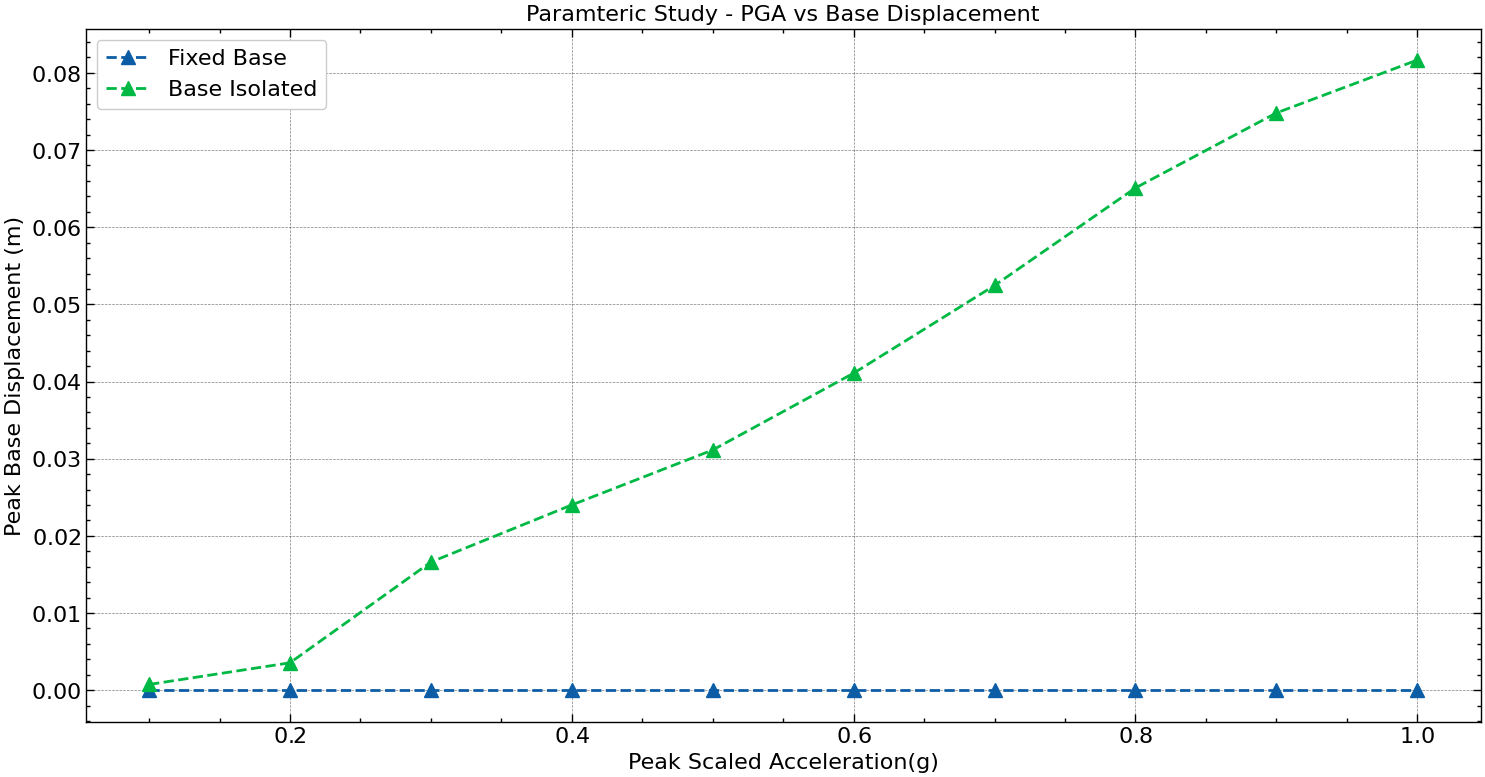 Paramteric Study - PGA vs Base Displacement
Fixed Base
Base Isolated
Peak Base Displacement (m)
0.08
0.07
0.06
0.05
0.04
0.03
0.02
0.01
0.00
0.2
0.4
0.6
0.8
1.0
Peak Scaled Acceleration(g)